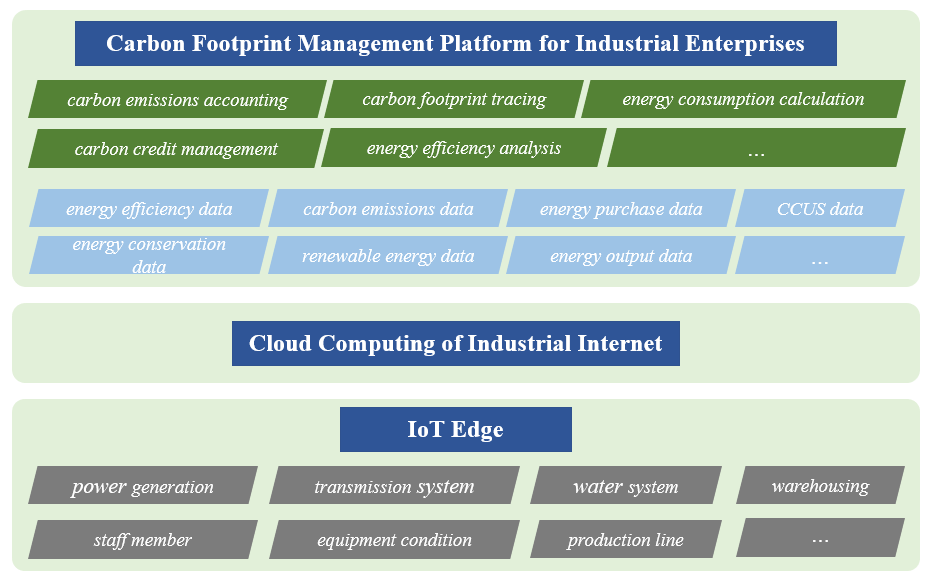 Carbon Footprint Management Platform for Industrial Enterprises
carbon emissions accounting
carbon footprint tracing
energy consumption calculation
carbon credit management
energy efficiency analysis
...
energy efficiency data
carbon emissions data
energy purchase data
CCUS data
energy conservation
data
renewable energy data
energy output data
...
Cloud Computing of Industrial Internet
IoT Edge
power generation
transmission system
water system
warehousing
staff member
equipment condition
production line
...